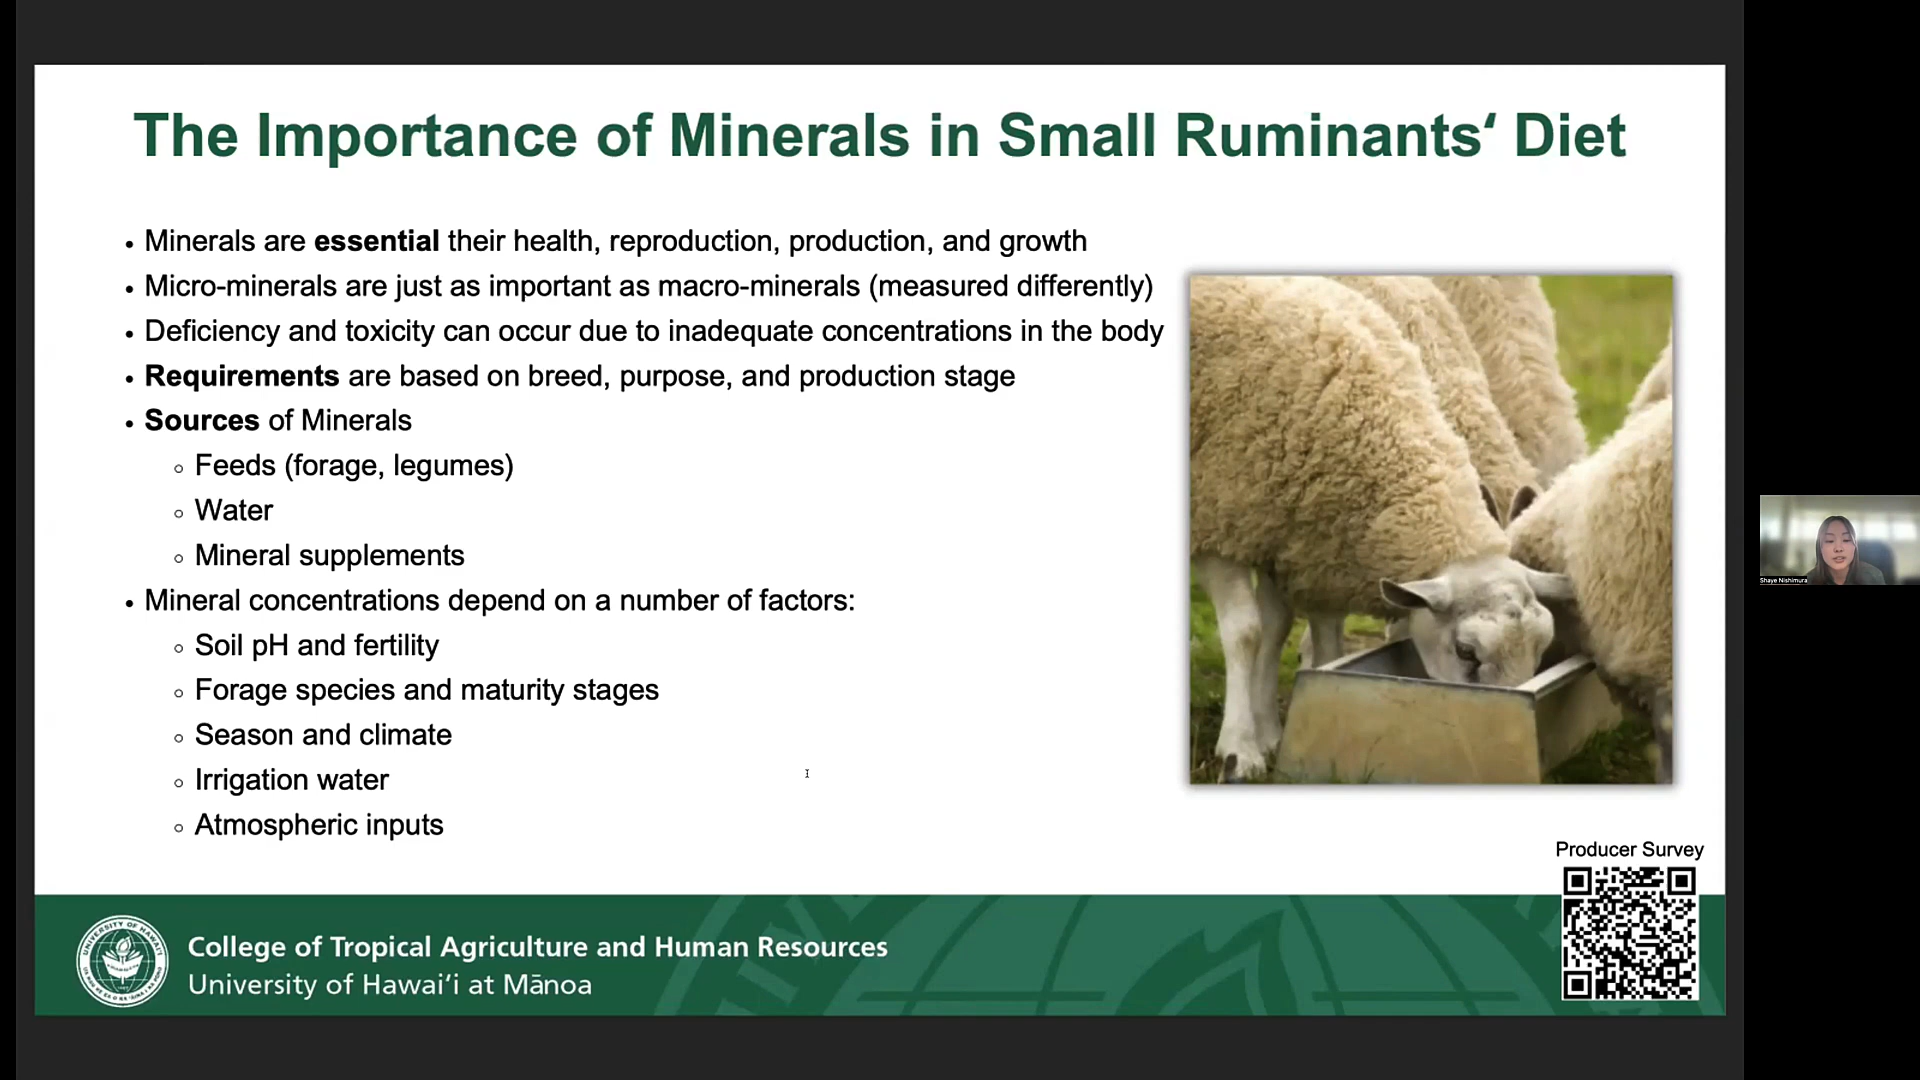 The Importance of Minerals in Small Ruminants‘ Diet
• Minerals are essential their health, reproduction, production, and growth
• Micro-minerals are just as important as macro-minerals (measured differently)
• Deficiency and toxicity can occur due to inadequate concentrations in the body
• Requirements are based on breed, purpose, and production stage
• Sources of Minerals
○ Feeds (forage, legumes)
○ Water
○ Mineral supplements
• Mineral concentrations depend on a number of factors:
○ Soil pH and fertility
○ Forage species and maturity stages
○ Season and climate
○ Irrigation water
○ Atmospheric inputs
Producer Survey
College of Tropical Agriculture and Human Resources
University of Hawai‘i at Mānoa
UNIVERSITY OF HAWAI‘I
Shaye Nishimura